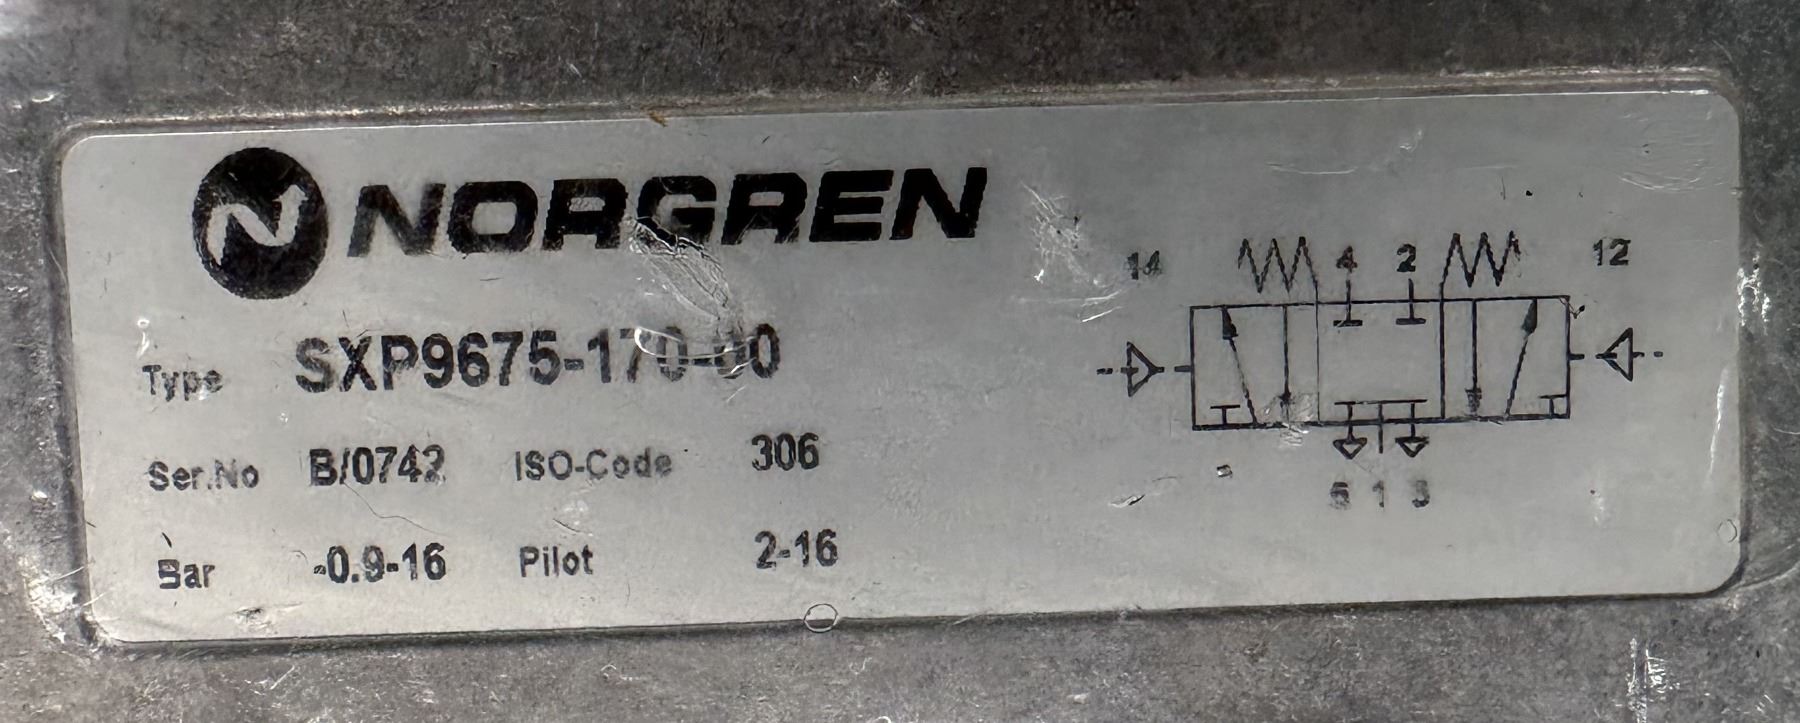 NORGREN
Type SXP9675-170-00
Ser.No B/0742 ISO-Code 306
Bar -0.9-16 Pilot 2-16
14 4 2 12
5 1 3